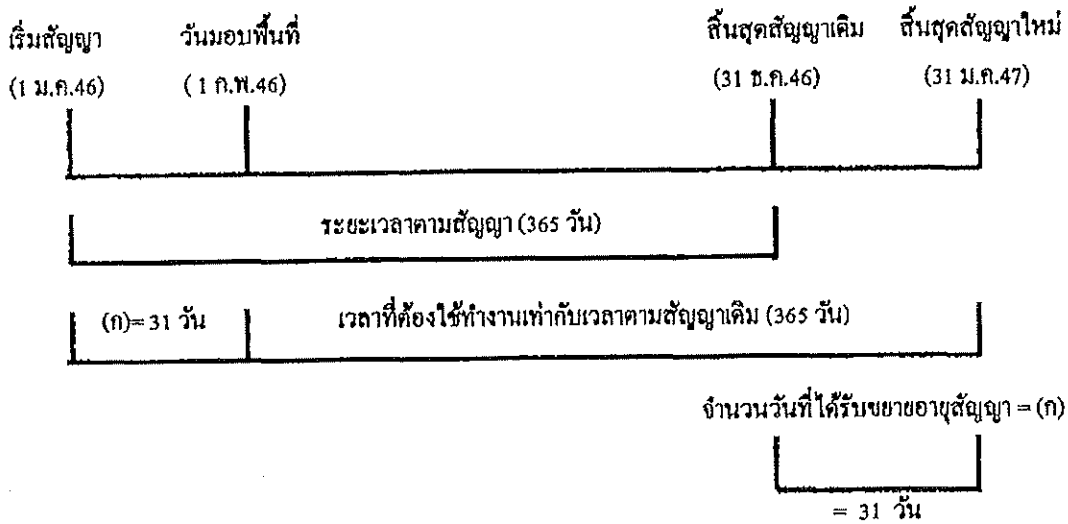 เริ่มสัญญา วันมอบพื้นที่ สิ้นสุดสัญญาเดิม สิ้นสุดสัญญาใหม่
(1 ม.ค.46) ( 1 ก.พ.46) (31 ธ.ค.46) (31 ม.ค.47)
ระยะเวลาตามสัญญา (365 วัน)
(ก)= 31 วัน เวลาที่ต้องใช้ทำงานเท่ากับเวลาตามสัญญาเดิม (365 วัน)
จำนวนวันที่ได้รับขยายอายุสัญญา = (ก)
= 31 วัน